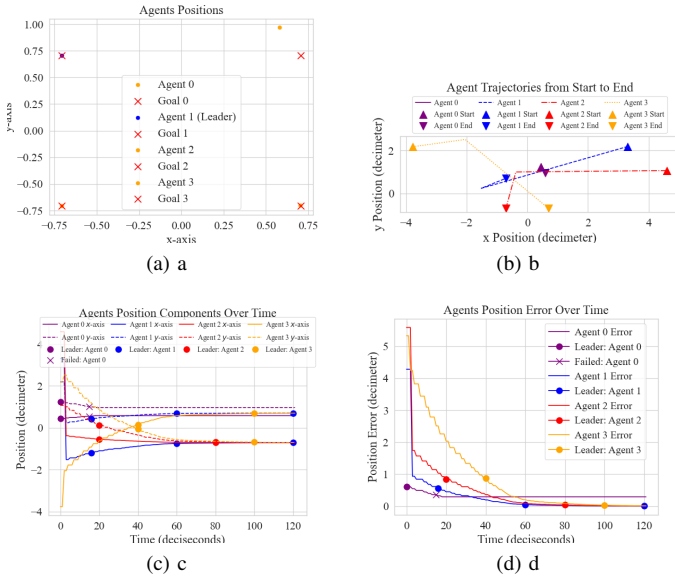 Agents Positions
1.00
0.75
0.50
0.25
0.00
−0.25
−0.50
−0.75
y-axis
Agent 0
Goal 0
Agent 1 (Leader)
Goal 1
Agent 2
Goal 2
Agent 3
Goal 3
−0.75 −0.50 −0.25 0.00 0.25 0.50 0.75
x-axis
(a) a
Agent Trajectories from Start to End
Agent 0 Agent 1 Agent 2 Agent 3
Agent 0 Start Agent 1 Start Agent 2 Start Agent 3 Start
Agent 0 End Agent 1 End Agent 2 End Agent 3 End
y Position (decimeter)
2
0
−4 −2 0 2 4
x Position (decimeter)
(b) b
Agents Position Components Over Time
Agent 0 x-axis Agent 1 x-axis Agent 2 x-axis Agent 3 x-axis
Agent 0 y-axis Agent 1 y-axis Agent 2 y-axis Agent 3 y-axis
Leader: Agent 0 Leader: Agent 1 Leader: Agent 2 Leader: Agent 3
Failed: Agent 0
Position (decimeter)
4
2
0
−2
−4
0 20 40 60 80 100 120
Time (deciseconds)
(c) c
Agents Position Error Over Time
Position Error (decimeter)
5
4
3
2
1
0
Agent 0 Error
Leader: Agent 0
Failed: Agent 0
Agent 1 Error
Leader: Agent 1
Agent 2 Error
Leader: Agent 2
Agent 3 Error
Leader: Agent 3
0 20 40 60 80 100 120
Time (deciseconds)
(d) d